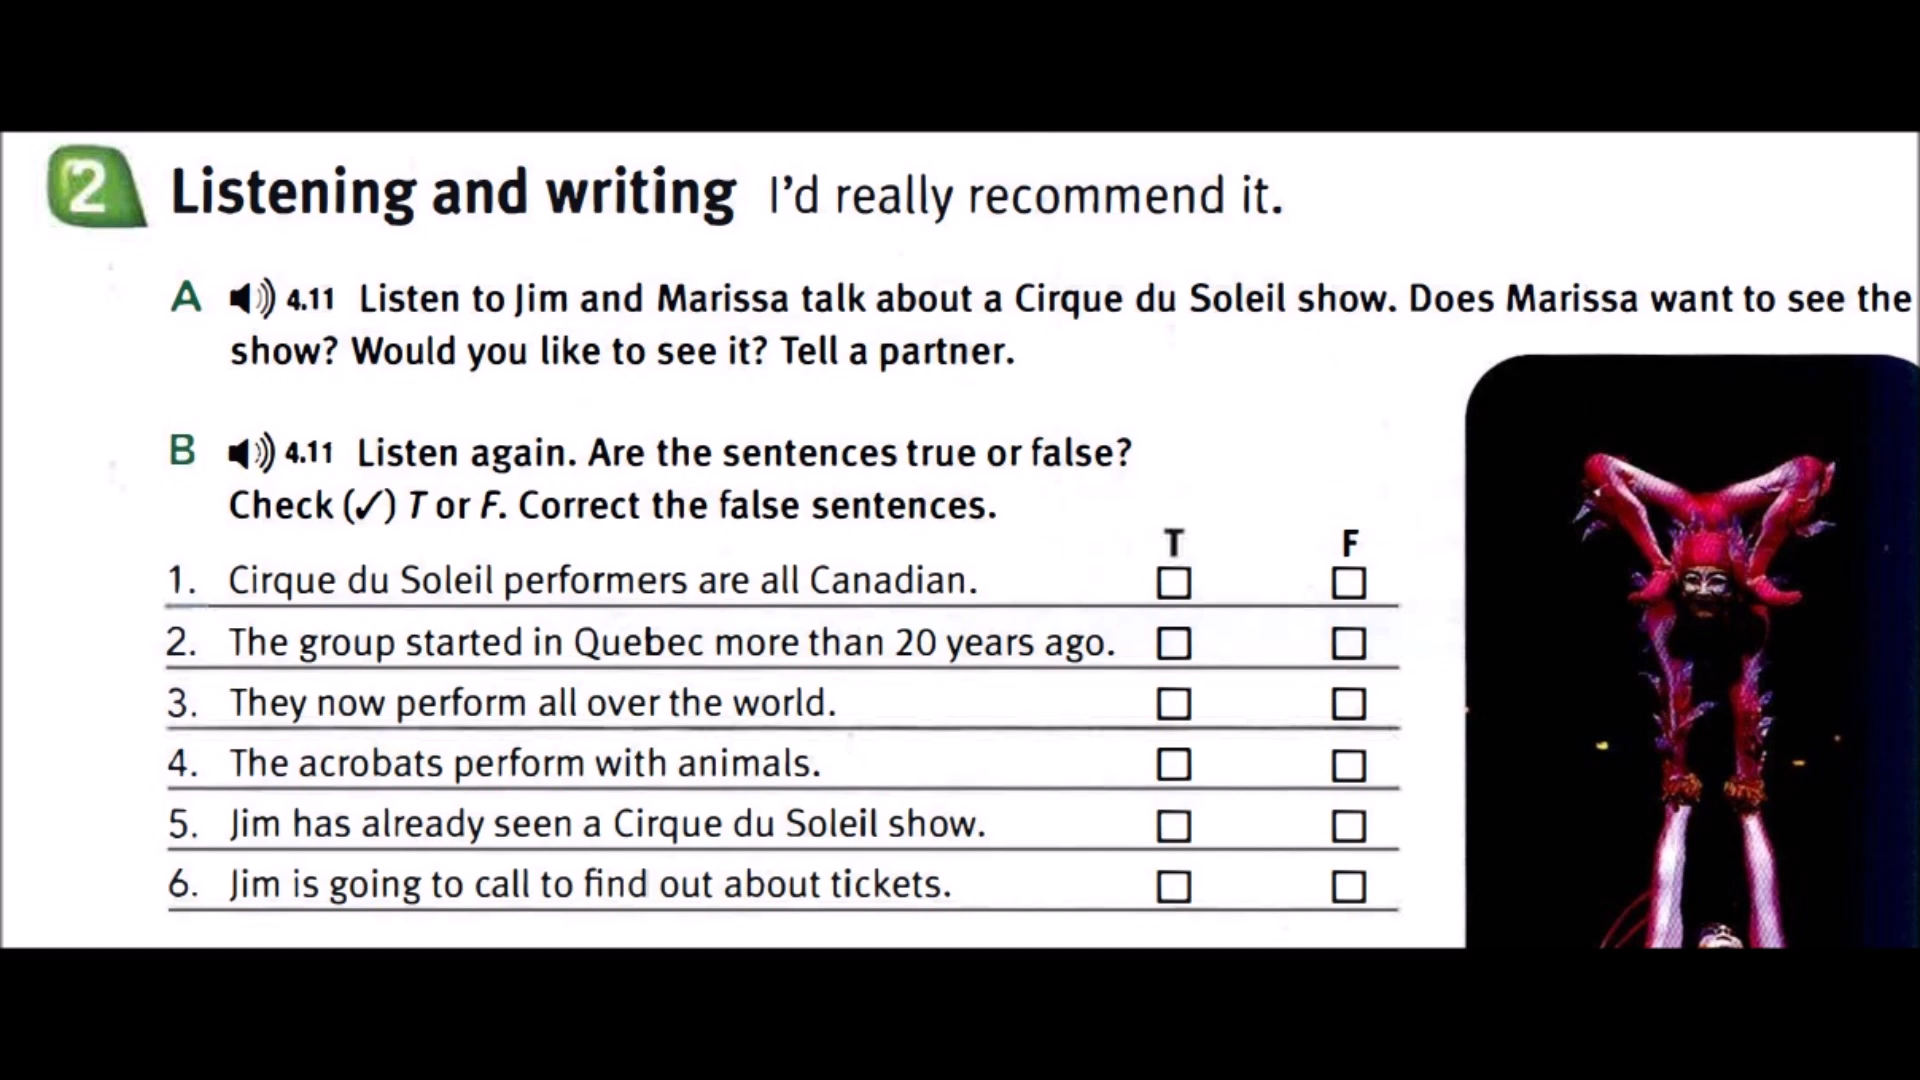 2 Listening and writing I'd really recommend it.
A 4.11 Listen to Jim and Marissa talk about a Cirque du Soleil show. Does Marissa want to see the
show? Would you like to see it? Tell a partner.
B 4.11 Listen again. Are the sentences true or false?
Check (✓) T or F. Correct the false sentences.
T F
1. Cirque du Soleil performers are all Canadian. □ □
2. The group started in Quebec more than 20 years ago. □ □
3. They now perform all over the world. □ □
4. The acrobats perform with animals. □ □
5. Jim has already seen a Cirque du Soleil show. □ □
6. Jim is going to call to find out about tickets. □ □